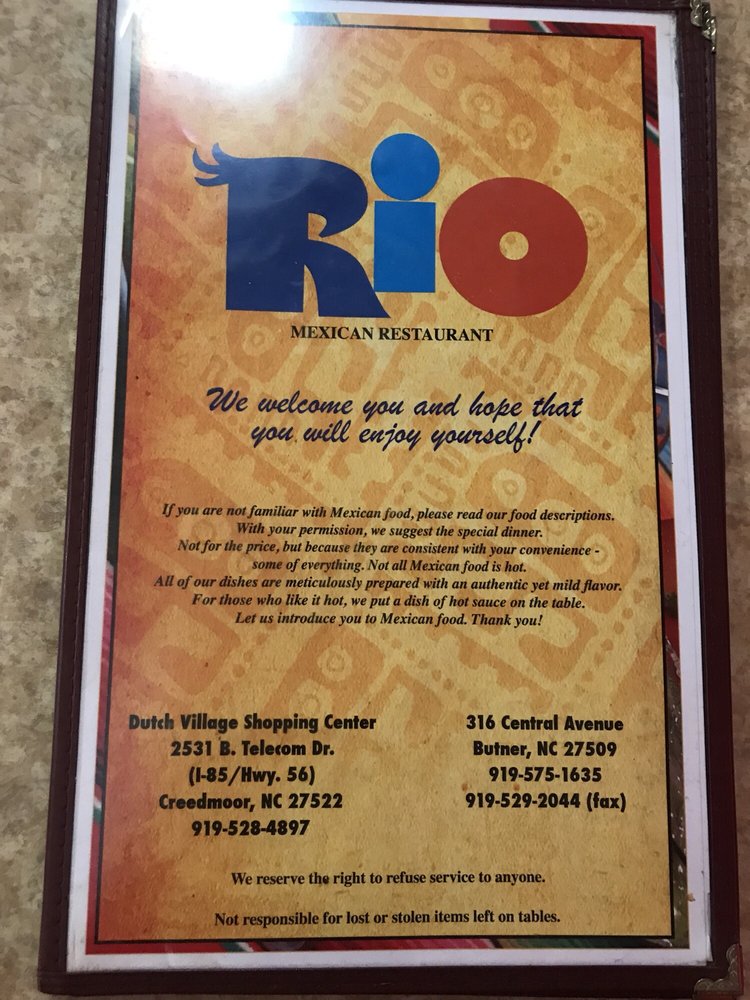 Rio
MEXICAN RESTAURANT
We welcome you and hope that
you will enjoy yourself!
If you are not familiar with Mexican food, please read our food descriptions.
With your permission, we suggest the special dinner.
Not for the price, but because they are consistent with your convenience -
some of everything. Not all Mexican food is hot.
All of our dishes are meticulously prepared with an authentic yet mild flavor.
For those who like it hot, we put a dish of hot sauce on the table.
Let us introduce you to Mexican food. Thank you!
Dutch Village Shopping Center
2531 B. Telecom Dr.
(I-85/Hwy. 56)
Creedmoor, NC 27522
919-528-4897
316 Central Avenue
Butner, NC 27509
919-575-1635
919-529-2044 (fax)
We reserve the right to refuse service to anyone.
Not responsible for lost or stolen items left on tables.